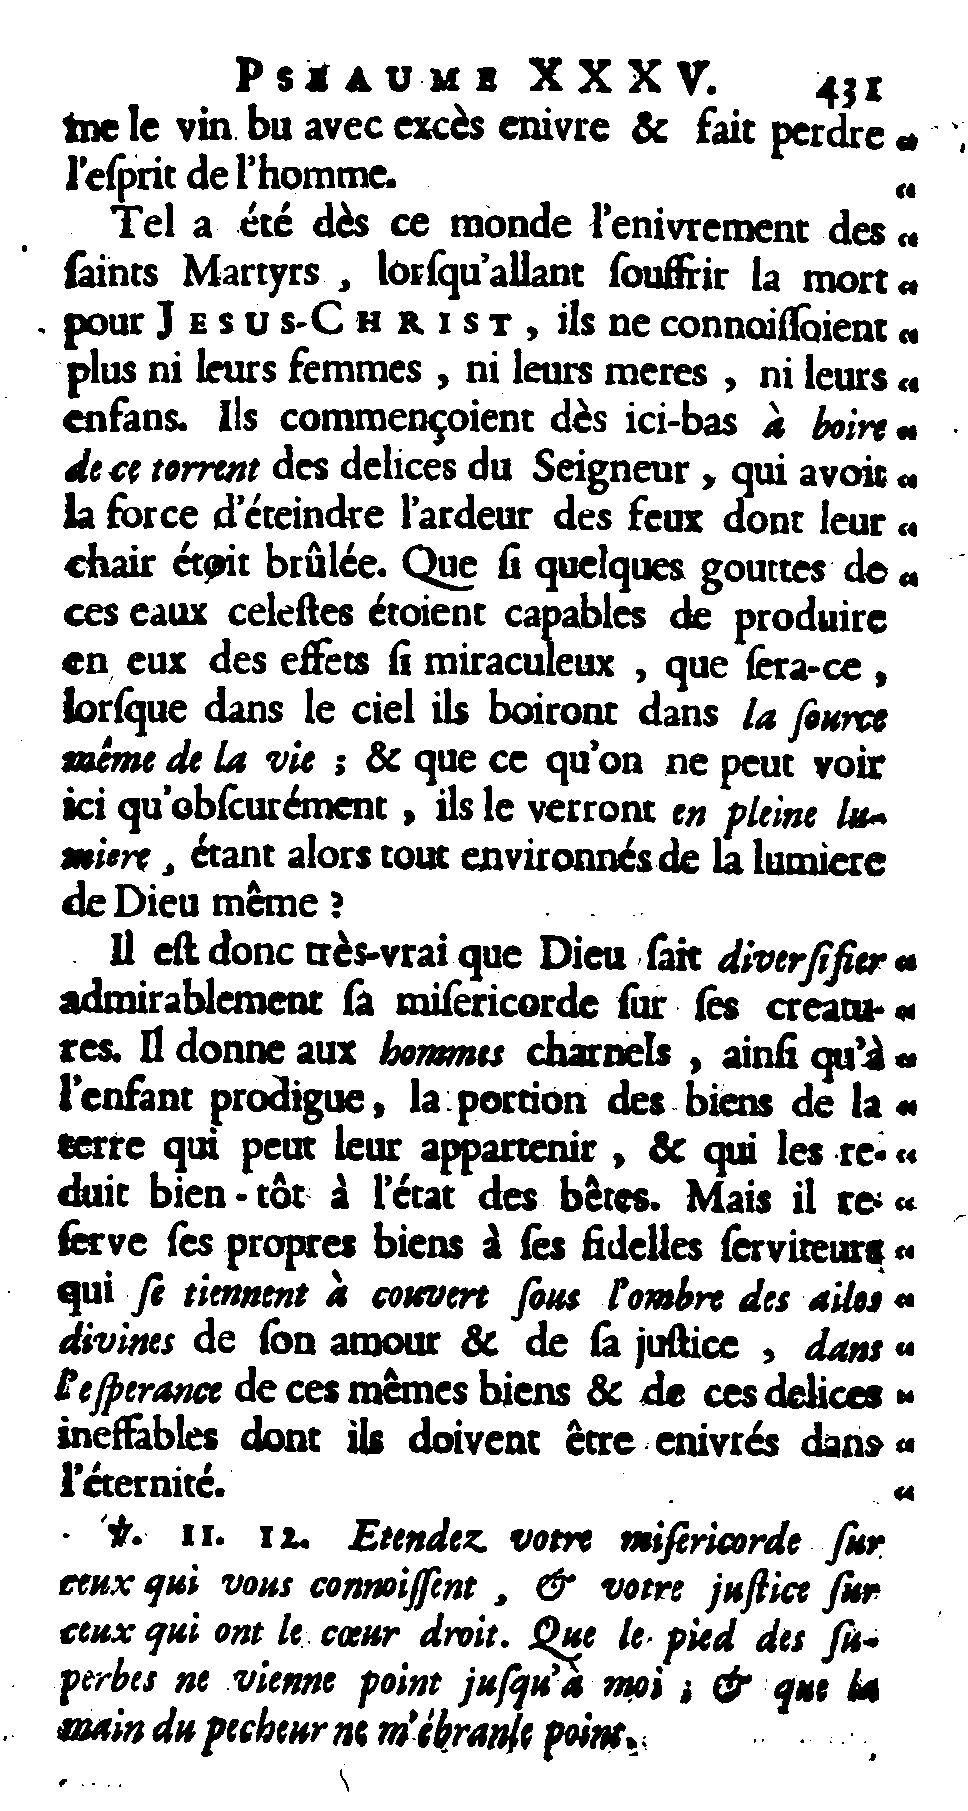 PSEAUME XXXV. 431
me le vin bu avec excès enivre & fait perdre “
l'eſprit de l'homme. “
Tel a été dès ce monde l'enivrement des “
ſaints Martyrs , lorſqu'allant ſouffrir la mort “
pour JESUS-CHRIST, ils ne connoiſſoient “
plus ni leurs femmes , ni leurs meres , ni leurs “
enfans. Ils commençoient dès ici-bas à boire “
de ce torrent des delices du Seigneur , qui avoit “
la force d'éteindre l'ardeur des feux dont leur “
chair étoit brûlée. Que ſi quelques gouttes de “
ces eaux celeſtes étoient capables de produire
en eux des effets ſi miraculeux , que ſera-ce ,
lorſque dans le ciel ils boiront dans la ſource
même de la vie ; & que ce qu'on ne peut voir
ici qu'obſcurément , ils le verront en pleine lu-
miere , étant alors tout environnés de la lumiere
de Dieu même ?
Il eſt donc très-vrai que Dieu ſait diverſifier “
admirablement ſa miſericorde ſur ſes creatu- “
res. Il donne aux hommes charnels , ainſi qu'à “
l'enfant prodigue, la portion des biens de la “
terre qui peut leur appartenir , & qui les re- “
duit bien-tôt à l'état des bêtes. Mais il re- “
ſerve ſes propres biens à ſes fidelles ſerviteurs “
qui ſe tiennent à couvert ſous l'ombre des ailes “
divines de ſon amour & de ſa juſtice , dans “
l'eſperance de ces mêmes biens & de ces delices “
ineffables dont ils doivent être enivrés dans “
l'éternité. “
℣. 11. 12. Etendez votre miſericorde ſur
ceux qui vous connoiſſent , & votre juſtice ſur
ceux qui ont le cœur droit. Que le pied des ſu-
perbes ne vienne point juſqu'à moi ; & que la
main du pecheur ne m'ébranle point.